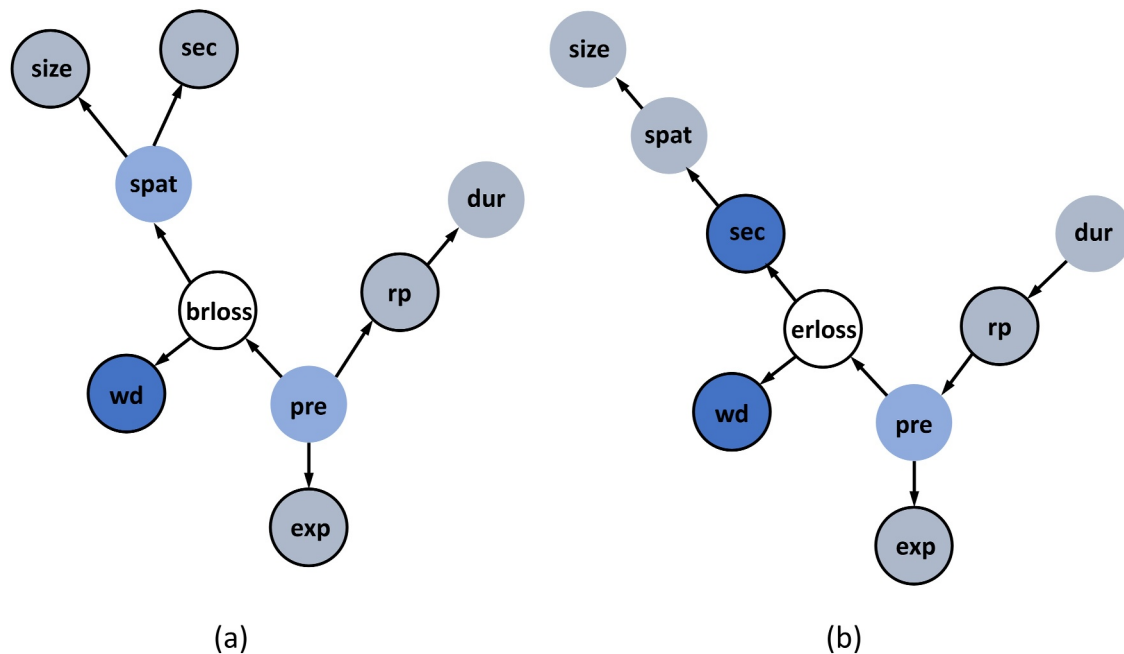 size
sec
spat
dur
rp
brloss
wd
pre
exp
(a)
size
spat
sec
dur
erloss
rp
wd
pre
exp
(b)